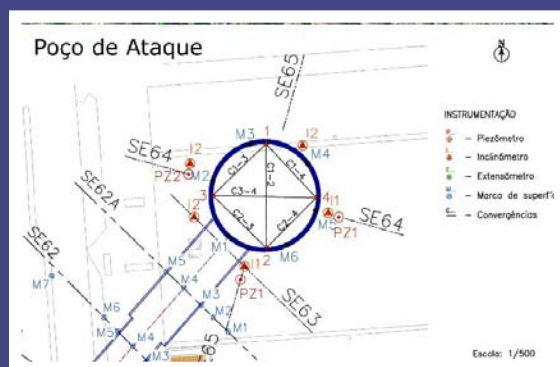 Poço de Ataque
N
SE65
INSTRUMENTAÇÃO
– Piezômetro
– Inclinômetro
– Extensômetro
– Marca de superfí
– Convergências
SE64
I2
M3
1
I2
M4
PZ2
M2
C1-3
C1-2
C1-4
SE62A
3
C3-4
4
I1
M5
PZ1
SE64
I2
C2-3
C2-4
SE62
M1
2
M6
M7
M5
I1
PZ1
M4
SE63
M6
M3
M2
M5
M4
M1
M3
SE65
Escala: 1/500